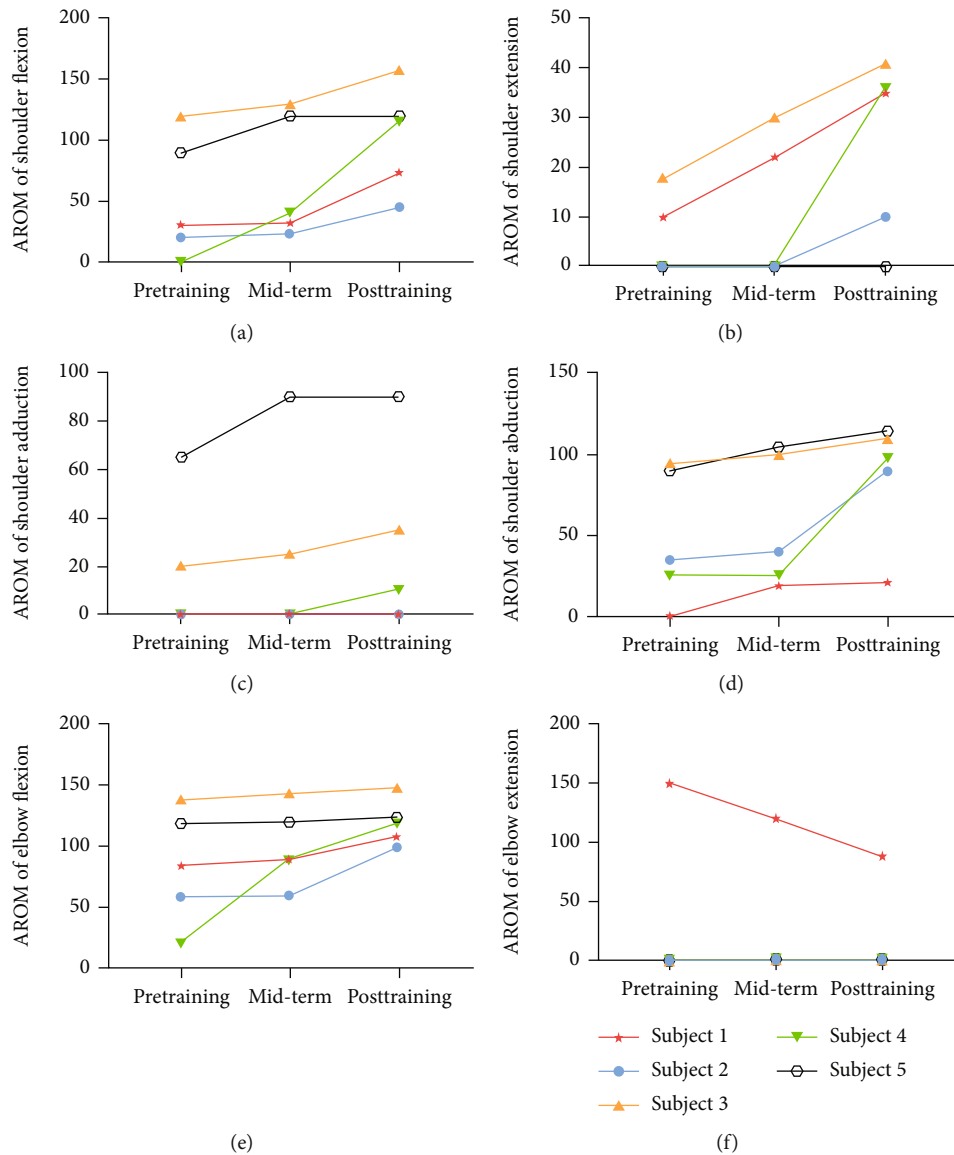 AROM of shoulder flexion
200
150
100
50
0
Pretraining Mid-term Posttraining
(a)
AROM of shoulder extension
50
40
30
20
10
0
Pretraining Mid-term Posttraining
(b)
AROM of shoulder adduction
100
80
60
40
20
0
Pretraining Mid-term Posttraining
(c)
AROM of shoulder abduction
150
100
50
0
Pretraining Mid-term Posttraining
(d)
AROM of elbow flexion
200
150
100
50
0
Pretraining Mid-term Posttraining
(e)
AROM of elbow extension
200
150
100
50
0
Pretraining Mid-term Posttraining
Subject 1
Subject 2
Subject 3
Subject 4
Subject 5
(f)